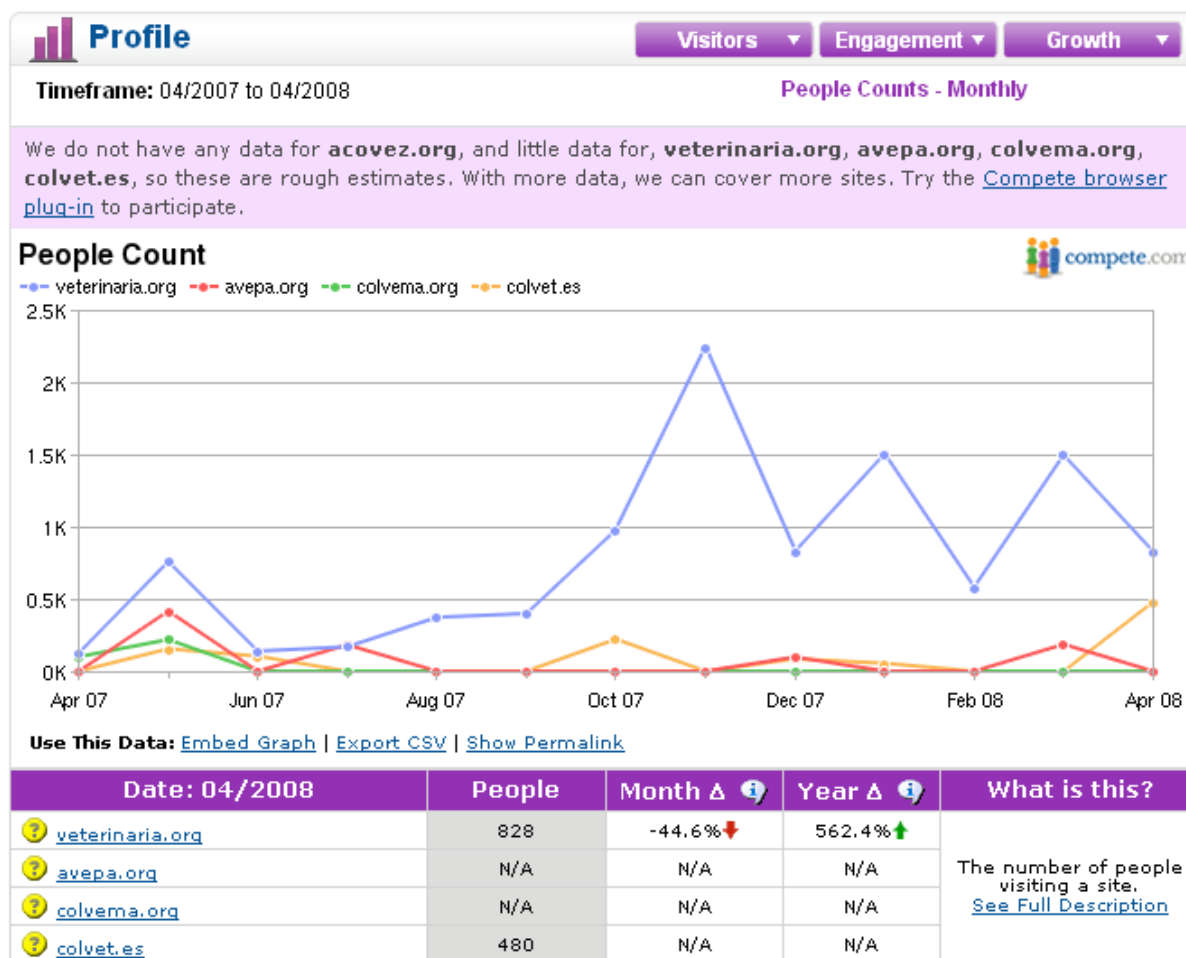 Profile
Visitors ▼ Engagement ▼ Growth ▼
Timeframe: 04/2007 to 04/2008
People Counts - Monthly
We do not have any data for acovez.org, and little data for, veterinaria.org, avepa.org, colvema.org,
colvet.es, so these are rough estimates. With more data, we can cover more sites. Try the Compete browser
plug-in to participate.
People Count
compete.com
veterinaria.org avepa.org colvema.org colvet.es
2.5K
2K
1.5K
1K
0.5K
0K
Apr 07 Jun 07 Aug 07 Oct 07 Dec 07 Feb 08 Apr 08
Use This Data: Embed Graph | Export CSV | Show Permalink
Date: 04/2008 People Month Δ Year Δ What is this?
veterinaria.org 828 -44.6% 562.4%
avepa.org N/A N/A N/A
colvema.org N/A N/A N/A
colvet.es 480 N/A N/A
The number of people
visiting a site.
See Full Description